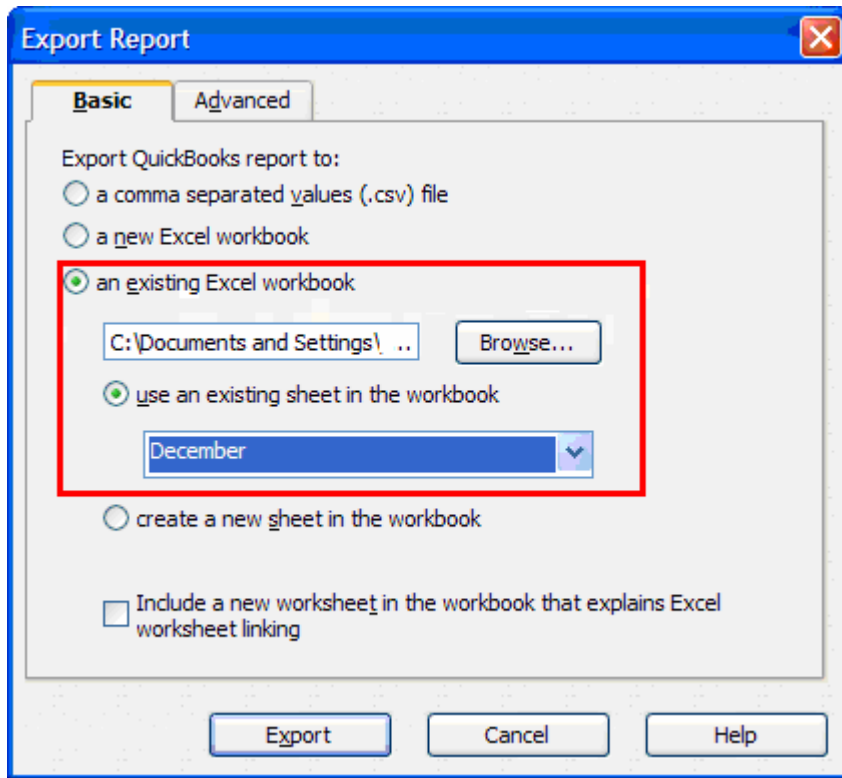 Export Report
Basic Advanced
Export QuickBooks report to:
a comma separated values (.csv) file
a new Excel workbook
an existing Excel workbook
C:\Documents and Settings\ .. Browse...
use an existing sheet in the workbook
December
create a new sheet in the workbook
Include a new worksheet in the workbook that explains Excel
worksheet linking
Export Cancel Help